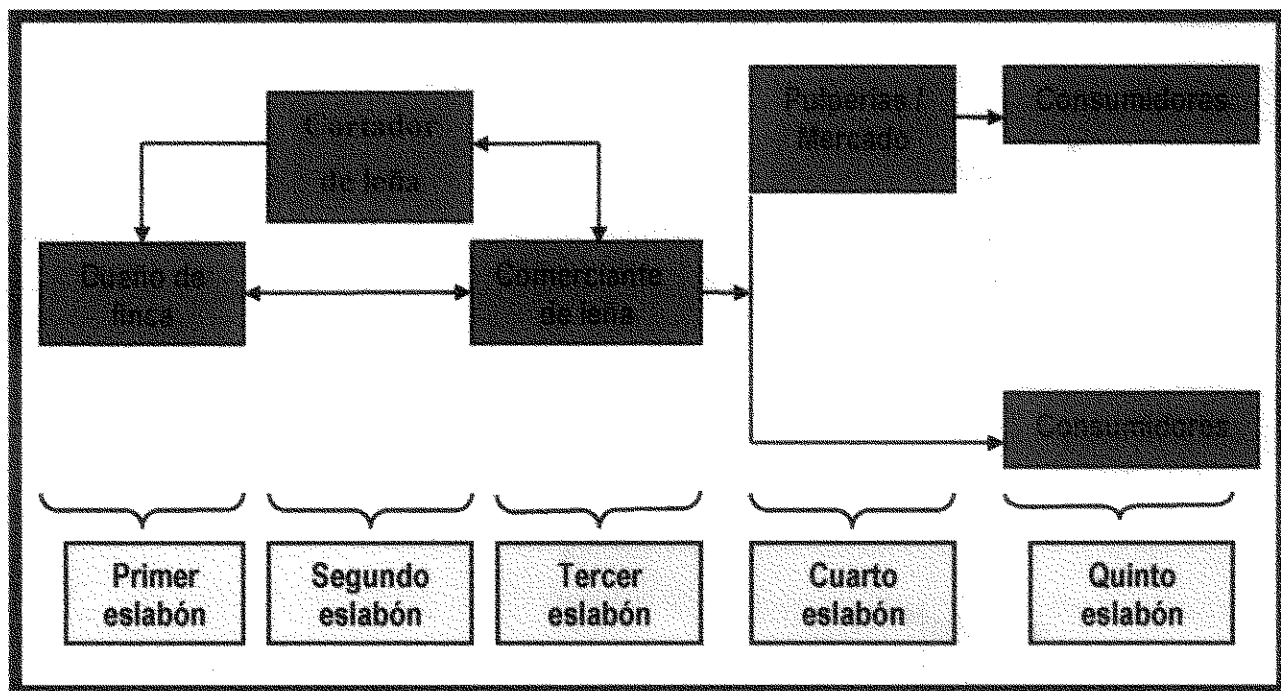 Cortador
de leña
Pulperías /
Mercado
Consumidores
Dueño de
finca
Comerciante
de leña
Consumidores
Primer
eslabón
Segundo
eslabón
Tercer
eslabón
Cuarto
eslabón
Quinto
eslabón